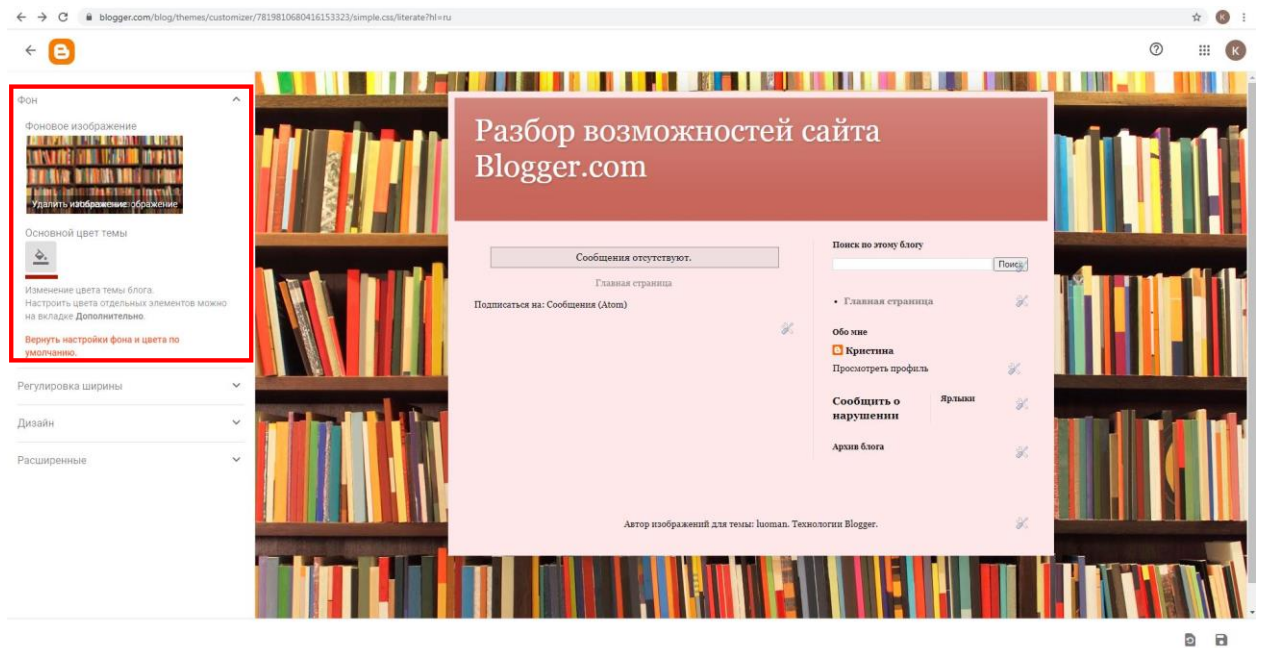 blogger.com/blog/themes/customizer/7819810680416153323/simple.css/literate?hl=ru
K
K
Фон
Фоновое изображение
Удалить изображение
Основной цвет темы
Изменение цвета темы блога.
Настроить цвета отдельных элементов можно
на вкладке Дополнительно.
Вернуть настройки фона и цвета по
умолчанию.
Регулировка ширины
Дизайн
Расширенные
Разбор возможностей сайта
Blogger.com
Сообщения отсутствуют.
Главная страница
Подписаться на: Сообщения (Atom)
Поиск по этому блогу
Поиск
• Главная страница
Обо мне
Кристина
Просмотреть профиль
Сообщить о
нарушении
Ярлыки
Архив блога
Автор изображений для темы: luoman. Технологии Blogger.